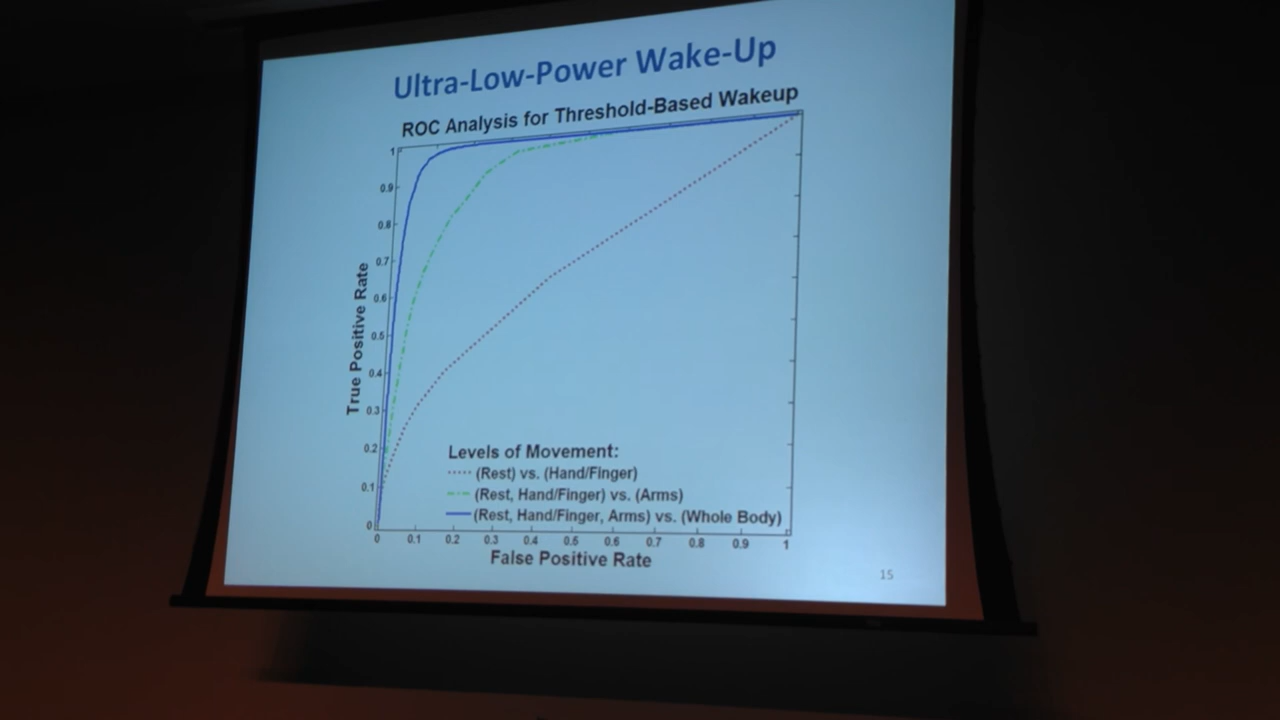 Ultra-Low-Power Wake-Up
ROC Analysis for Threshold-Based Wakeup
1
0.9
0.8
0.7
0.6
0.5
0.4
0.3
0.2
0.1
0
True Positive Rate
Levels of Movement:
(Rest) vs. (Hand/Finger)
(Rest, Hand/Finger) vs. (Arms)
(Rest, Hand/Finger, Arms) vs. (Whole Body)
0 0.1 0.2 0.3 0.4 0.5 0.6 0.7 0.8 0.9 1
False Positive Rate
15